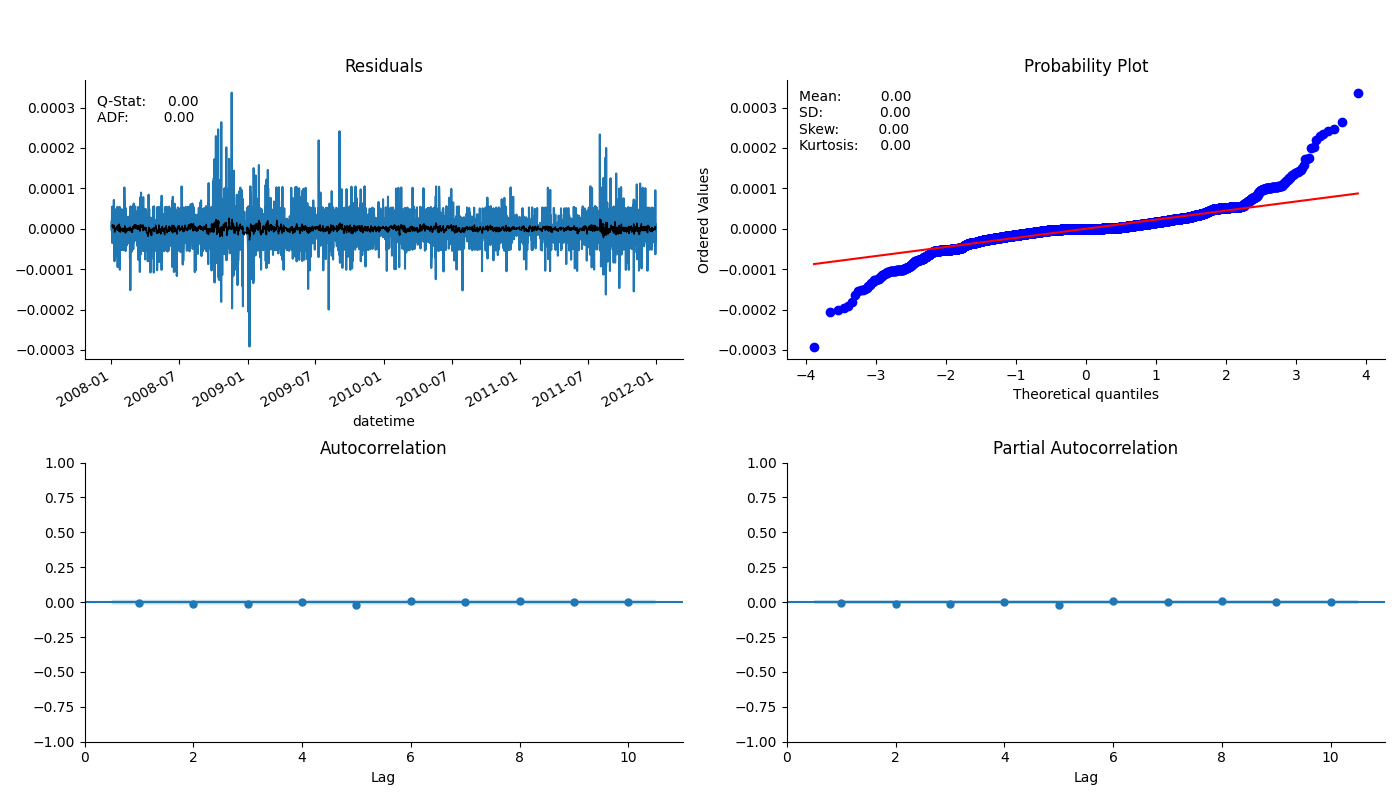 Residuals
Q-Stat: 0.00
ADF: 0.00
0.0003
0.0002
0.0001
0.0000
−0.0001
−0.0002
−0.0003
2008-01 2008-07 2009-01 2009-07 2010-01 2010-07 2011-01 2011-07 2012-01
datetime
Probability Plot
Mean: 0.00
SD: 0.00
Skew: 0.00
Kurtosis: 0.00
Ordered Values
0.0003
0.0002
0.0001
0.0000
−0.0001
−0.0002
−0.0003
−4 −3 −2 −1 0 1 2 3 4
Theoretical quantiles
Autocorrelation
1.00
0.75
0.50
0.25
0.00
−0.25
−0.50
−0.75
−1.00
0 2 4 6 8 10
Lag
Partial Autocorrelation
1.00
0.75
0.50
0.25
0.00
−0.25
−0.50
−0.75
−1.00
0 2 4 6 8 10
Lag